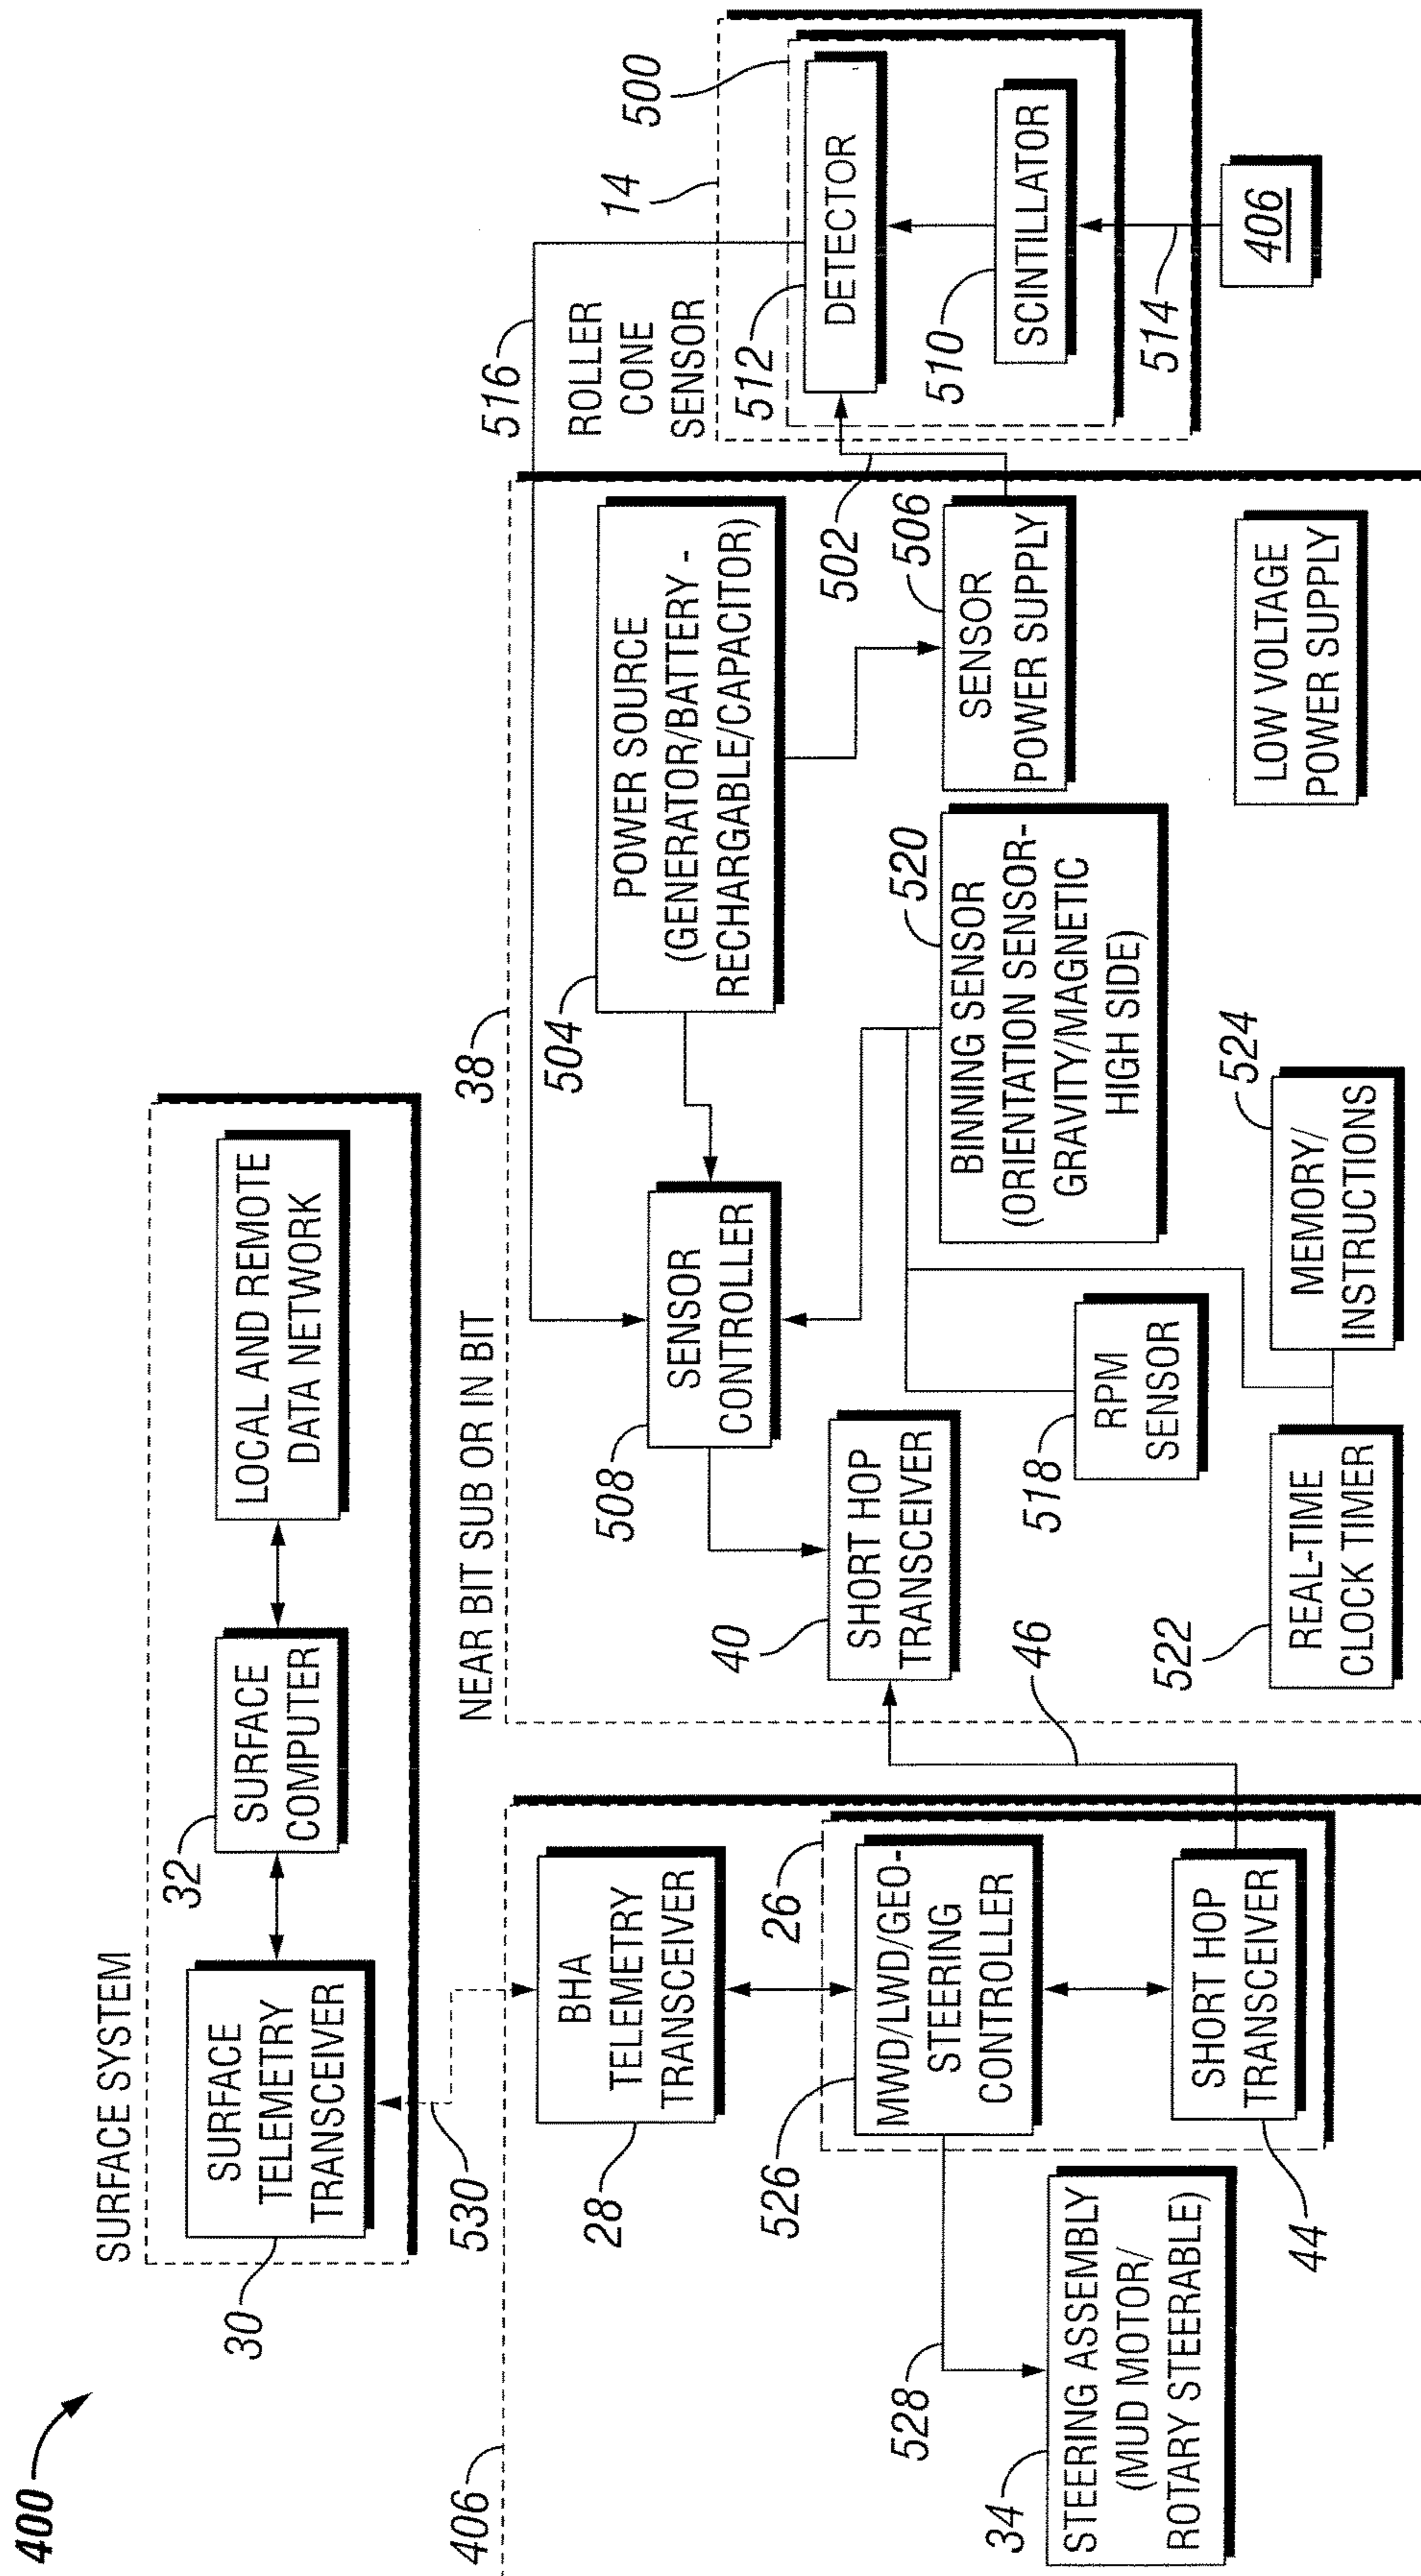 400
SURFACE SYSTEM
30
SURFACE
TELEMETRY
TRANSCEIVER
32
SURFACE
COMPUTER
LOCAL AND REMOTE
DATA NETWORK
530
406
BHA
TELEMETRY
TRANSCEIVER
28
26
MWD/LWD/GEO-
STEERING
CONTROLLER
526
528
SHORT HOP
TRANSCEIVER
44
34
STEERING ASSEMBLY
(MUD MOTOR/
ROTARY STEERABLE)
NEAR BIT SUB OR IN BIT
38
504
POWER SOURCE
(GENERATOR/BATTERY -
RECHARGABLE/CAPACITOR)
508
SENSOR
CONTROLLER
40
SHORT HOP
TRANSCEIVER
46
502
506
SENSOR
POWER SUPPLY
520
BINNING SENSOR
(ORIENTATION SENSOR-
GRAVITY/MAGNETIC
HIGH SIDE)
518
RPM
SENSOR
522
REAL-TIME
CLOCK TIMER
524
MEMORY/
INSTRUCTIONS
LOW VOLTAGE
POWER SUPPLY
516
ROLLER
CONE
SENSOR
14
500
512
DETECTOR
510
SCINTILLATOR
514
406